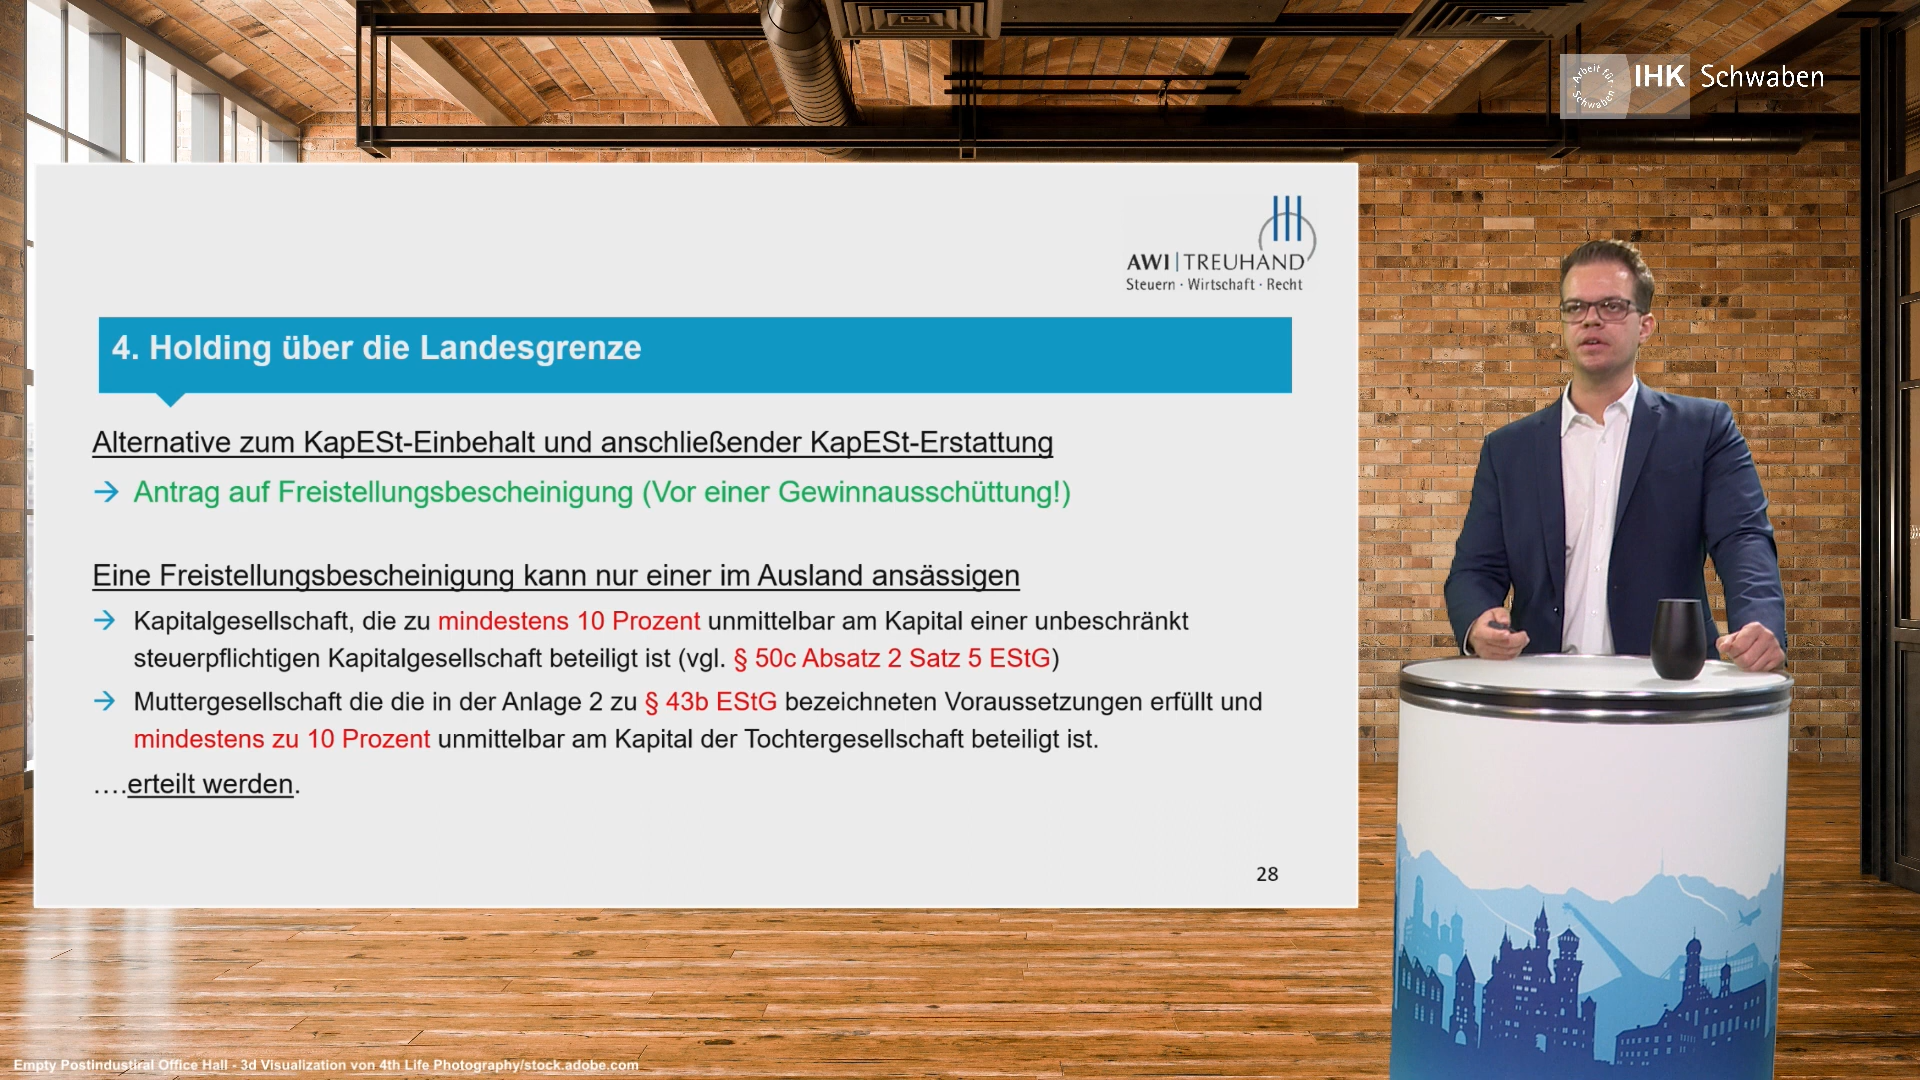 Arbeit für
Schwaben
IHK Schwaben
AWI | TREUHAND
Steuern · Wirtschaft · Recht
4. Holding über die Landesgrenze
Alternative zum KapESt-Einbehalt und anschließender KapESt-Erstattung
→ Antrag auf Freistellungsbescheinigung (Vor einer Gewinnausschüttung!)
Eine Freistellungsbescheinigung kann nur einer im Ausland ansässigen
→ Kapitalgesellschaft, die zu mindestens 10 Prozent unmittelbar am Kapital einer unbeschränkt
steuerpflichtigen Kapitalgesellschaft beteiligt ist (vgl. § 50c Absatz 2 Satz 5 EStG)
→ Muttergesellschaft die die in der Anlage 2 zu § 43b EStG bezeichneten Voraussetzungen erfüllt und
mindestens zu 10 Prozent unmittelbar am Kapital der Tochtergesellschaft beteiligt ist.
….erteilt werden.
28
Empty Postindustiral Office Hall - 3d Visualization von 4th Life Photography/stock.adobe.com